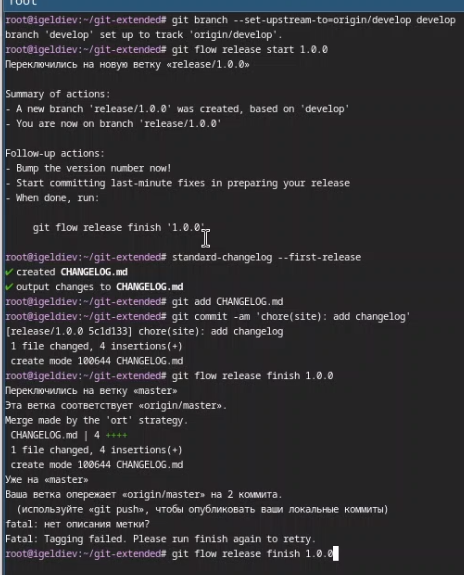 root
root@igeldiev:~/git-extended# git branch --set-upstream-to=origin/develop develop
branch 'develop' set up to track 'origin/develop'.
root@igeldiev:~/git-extended# git flow release start 1.0.0
Переключились на новую ветку «release/1.0.0»
Summary of actions:
- A new branch 'release/1.0.0' was created, based on 'develop'
- You are now on branch 'release/1.0.0'
Follow-up actions:
- Bump the version number now!
- Start committing last-minute fixes in preparing your release
- When done, run:
git flow release finish '1.0.0'
root@igeldiev:~/git-extended# standard-changelog --first-release
✔ created CHANGELOG.md
✔ output changes to CHANGELOG.md
root@igeldiev:~/git-extended# git add CHANGELOG.md
root@igeldiev:~/git-extended# git commit -am 'chore(site): add changelog'
[release/1.0.0 5c1d133] chore(site): add changelog
1 file changed, 4 insertions(+)
create mode 100644 CHANGELOG.md
root@igeldiev:~/git-extended# git flow release finish 1.0.0
Переключились на ветку «master»
Эта ветка соответствует «origin/master».
Merge made by the 'ort' strategy.
CHANGELOG.md | 4 ++++
1 file changed, 4 insertions(+)
create mode 100644 CHANGELOG.md
Уже на «master»
Ваша ветка опережает «origin/master» на 2 коммита.
(используйте «git push», чтобы опубликовать ваши локальные коммиты)
fatal: нет описания метки?
Fatal: Tagging failed. Please run finish again to retry.
root@igeldiev:~/git-extended# git flow release finish 1.0.0